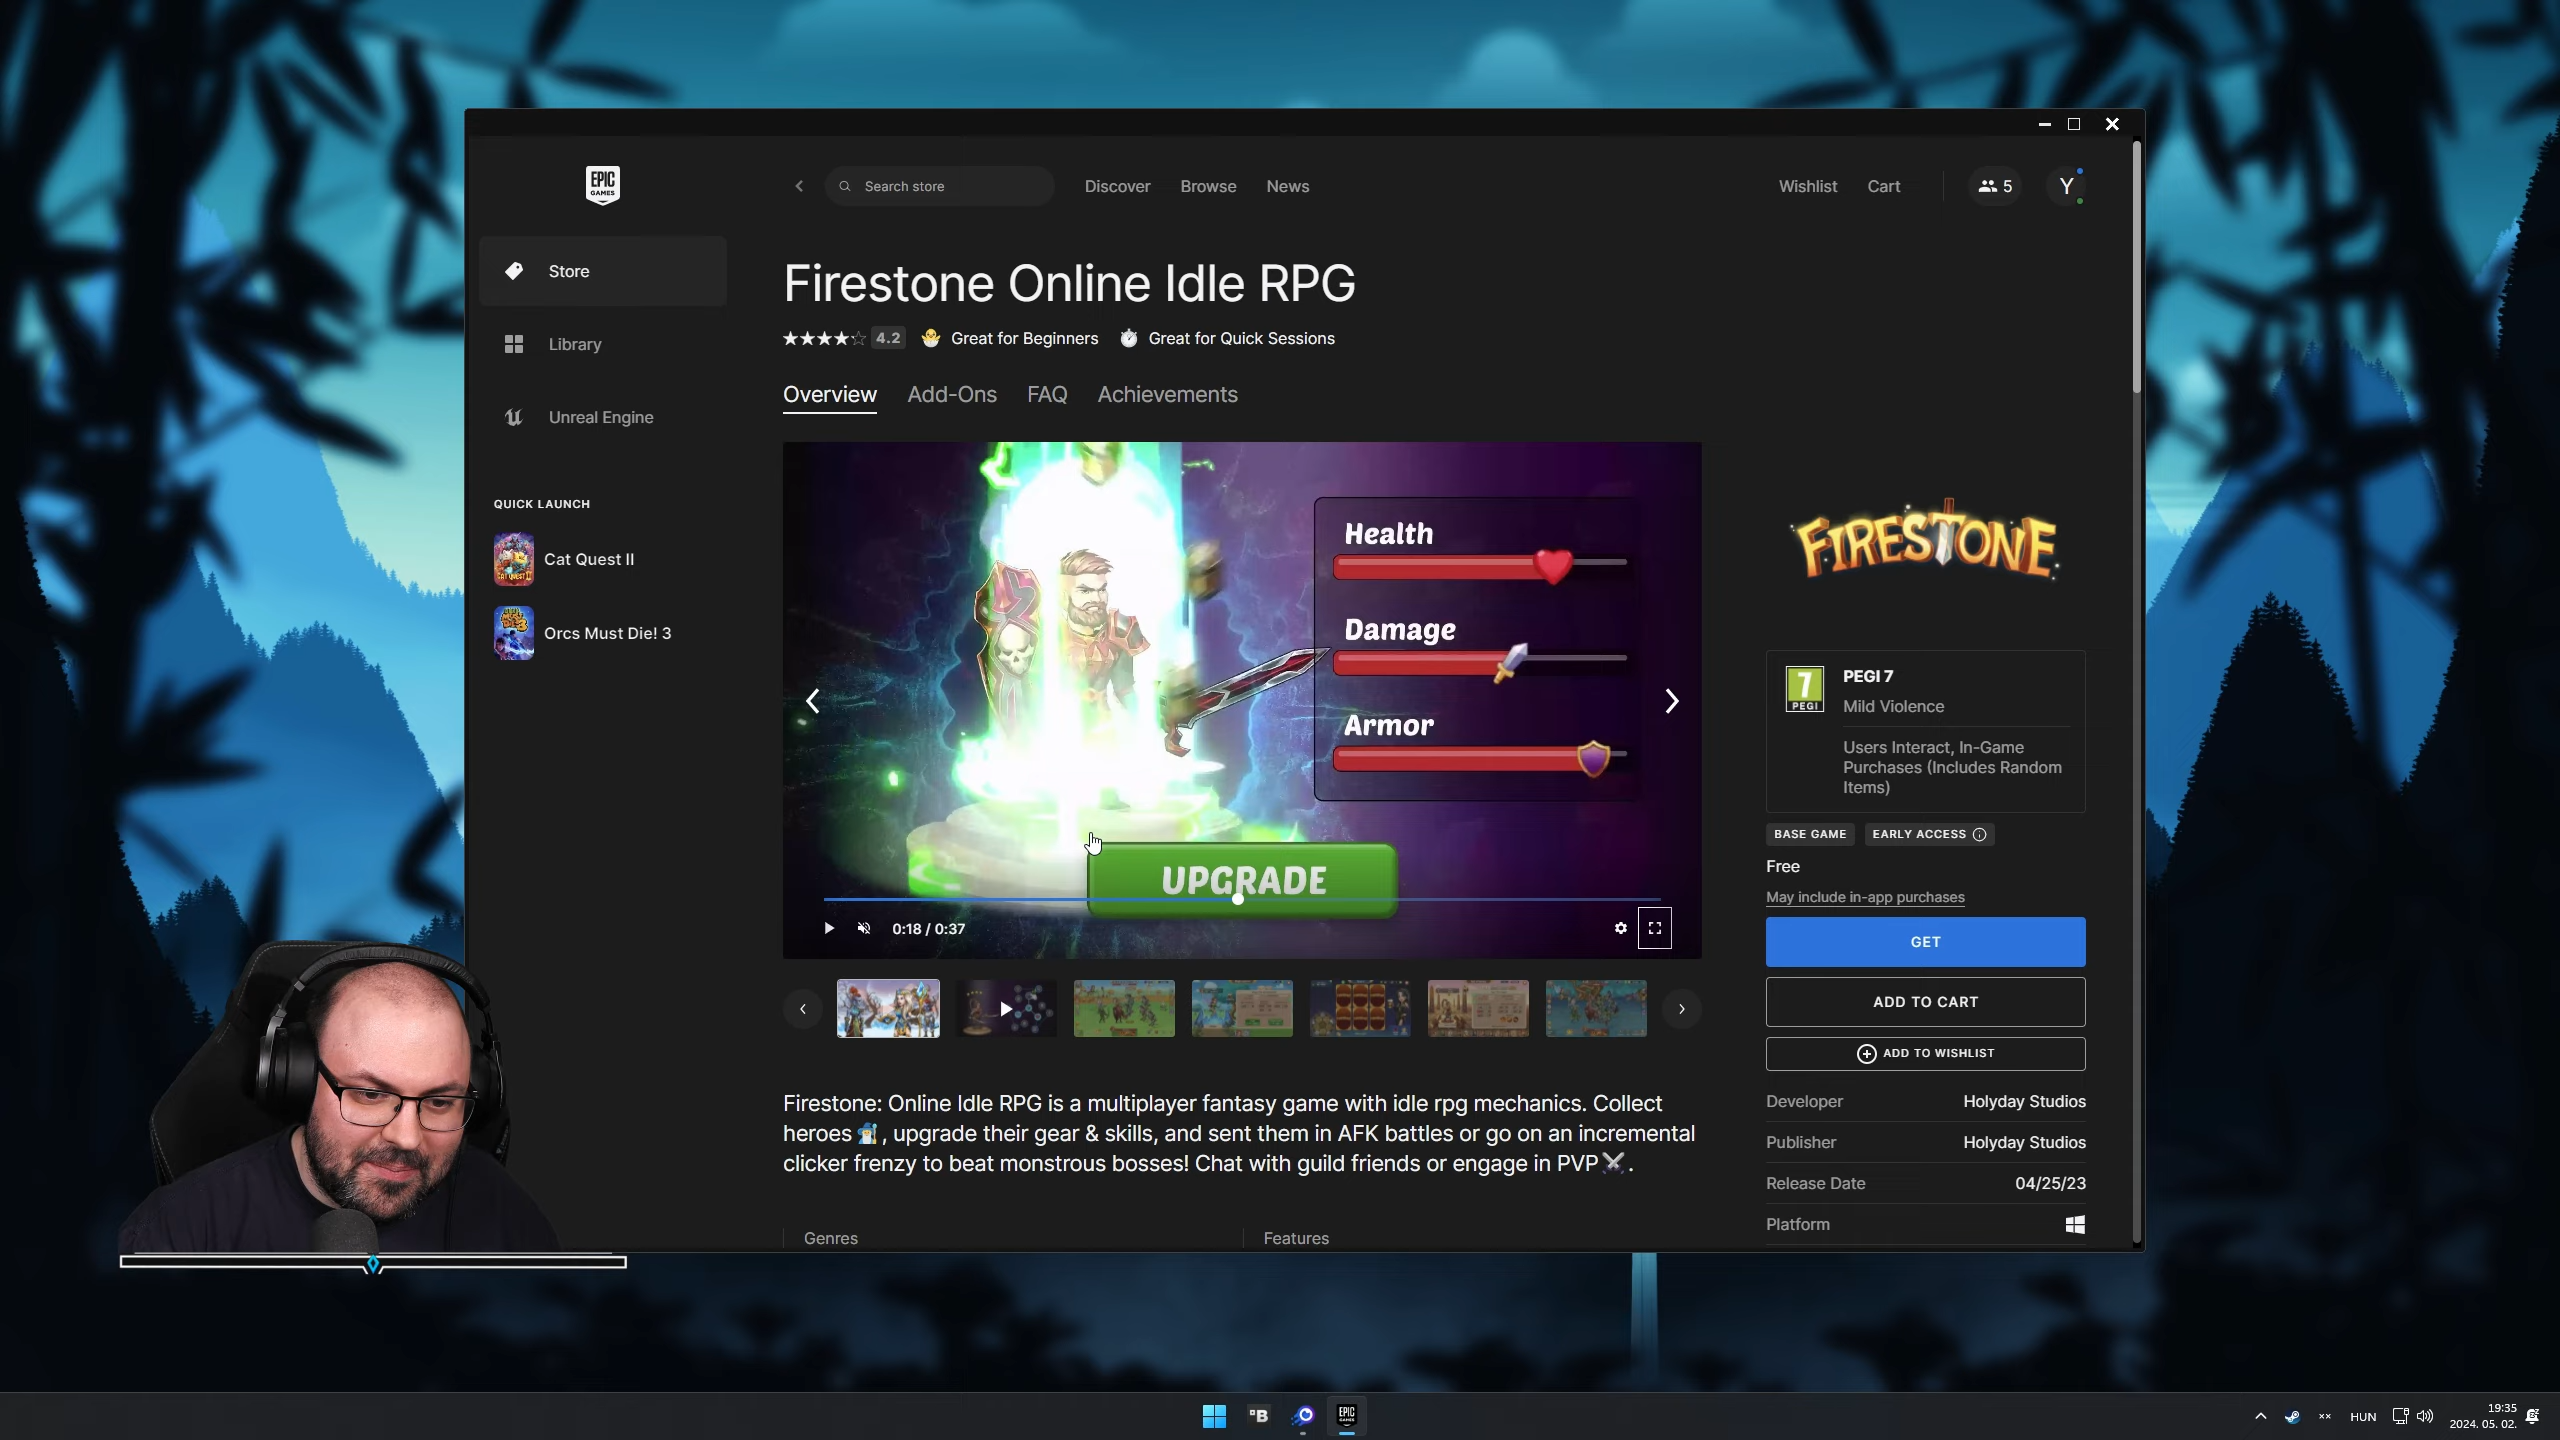 EPIC
GAMES
Search store
Discover
Browse
News
Wishlist
Cart
5
Y
Store
Library
Unreal Engine
QUICK LAUNCH
Cat Quest II
Orcs Must Die! 3
Firestone Online Idle RPG
4.2
Great for Beginners
Great for Quick Sessions
Overview
Add-Ons
FAQ
Achievements
Health
Damage
Armor
UPGRADE
0:18 / 0:37
FIRESTONE
7
PEGI
PEGI 7
Mild Violence
Users Interact, In-Game
Purchases (Includes Random
Items)
BASE GAME
EARLY ACCESS
Free
May include in-app purchases
GET
ADD TO CART
ADD TO WISHLIST
Developer
Holyday Studios
Publisher
Holyday Studios
Release Date
04/25/23
Platform
Firestone: Online Idle RPG is a multiplayer fantasy game with idle rpg mechanics. Collect
heroes🧙, upgrade their gear & skills, and sent them in AFK battles or go on an incremental
clicker frenzy to beat monstrous bosses! Chat with guild friends or engage in PVP⚔.
Genres
Features
B
EPIC
GAMES
HUN
19:35
2024. 05. 02.